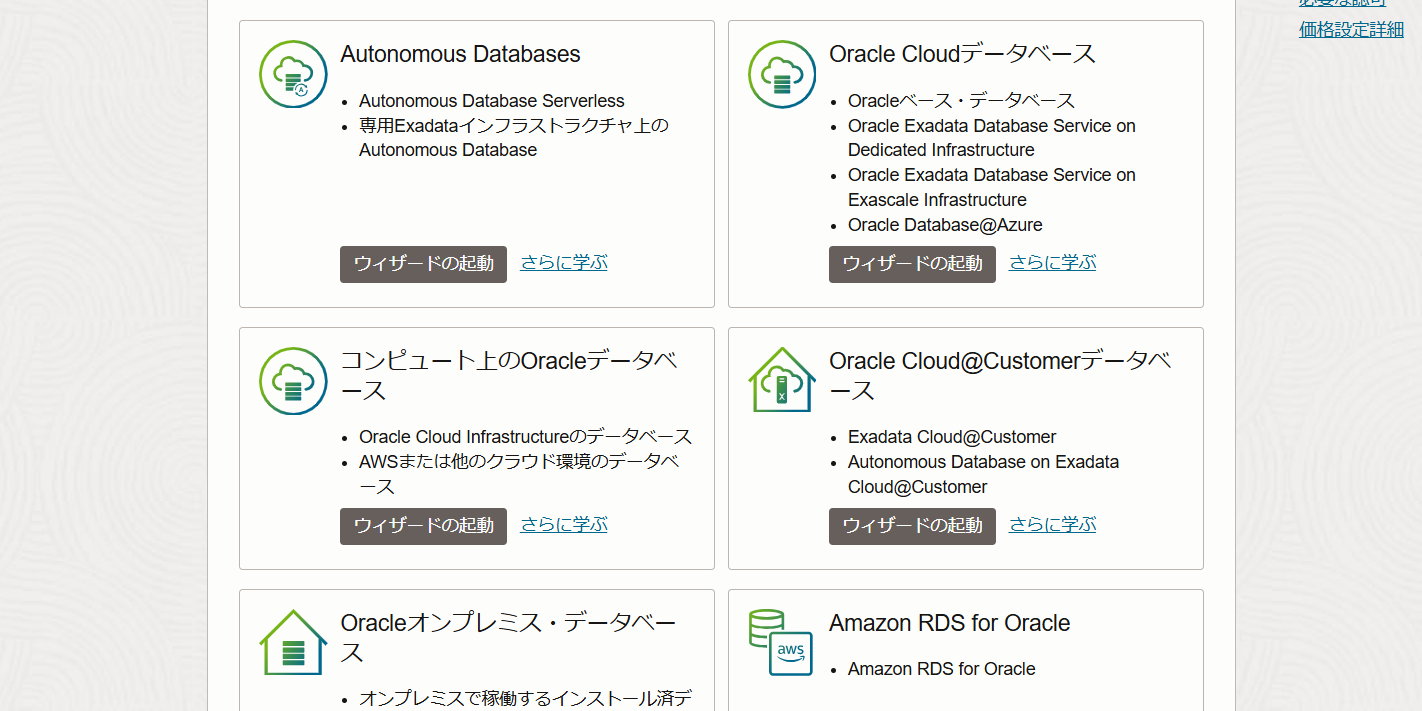 必要な認可
価格設定詳細
Autonomous Databases
Autonomous Database Serverless
専用Exadataインフラストラクチャ上の
Autonomous Database
ウィザードの起動 さらに学ぶ
Oracle Cloudデータベース
Oracleベース・データベース
Oracle Exadata Database Service on
Dedicated Infrastructure
Oracle Exadata Database Service on
Exascale Infrastructure
Oracle Database@Azure
ウィザードの起動 さらに学ぶ
コンピュート上のOracleデータベ
ース
Oracle Cloud Infrastructureのデータベース
AWSまたは他のクラウド環境のデータベ
ース
ウィザードの起動 さらに学ぶ
Oracle Cloud@Customerデータベ
ース
Exadata Cloud@Customer
Autonomous Database on Exadata
Cloud@Customer
ウィザードの起動 さらに学ぶ
Oracleオンプレミス・データベー
ス
オンプレミスで稼働するインストール済デ
aws
Amazon RDS for Oracle
Amazon RDS for Oracle